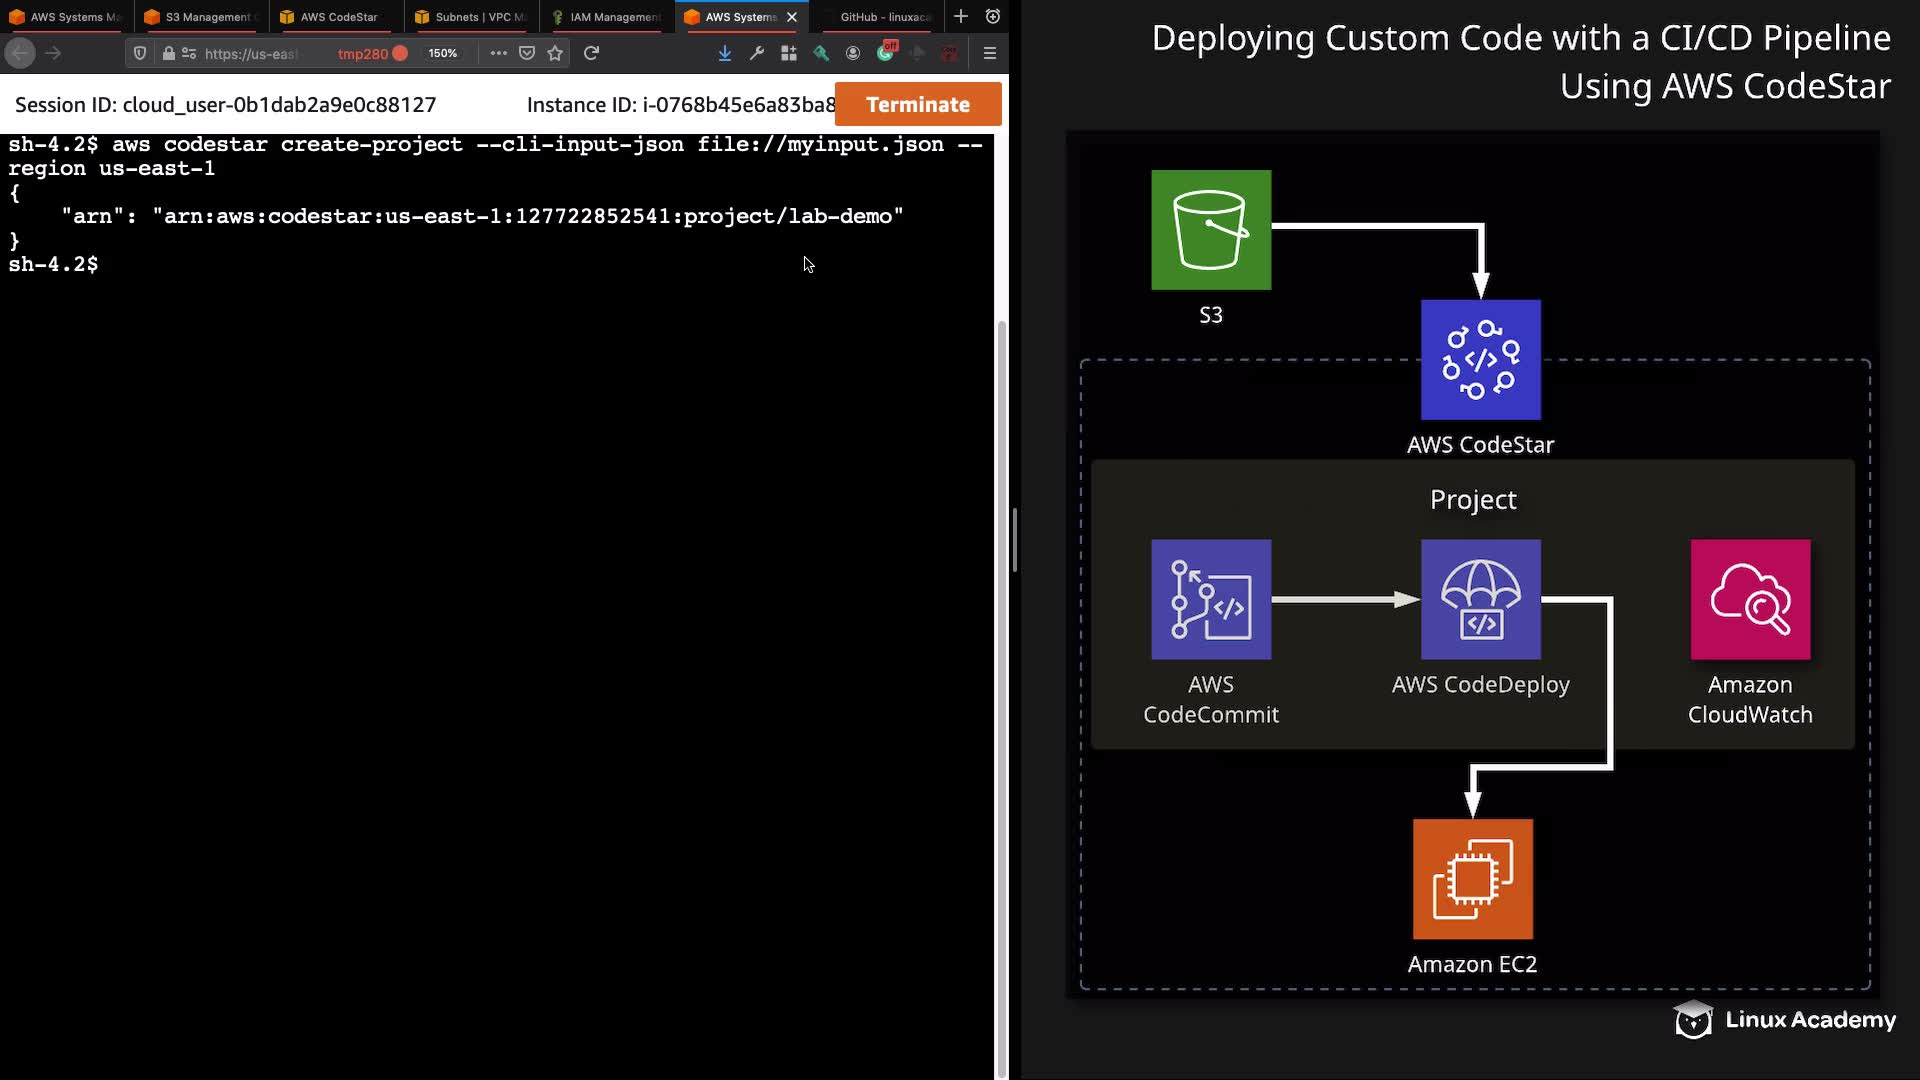 AWS Systems Ma
S3 Management C
AWS CodeStar
Subnets | VPC Ma
IAM Management
AWS Systems
GitHub - linuxaca
https://us-east
tmp280
150%
off
Session ID: cloud_user-0b1dab2a9e0c88127
Instance ID: i-0768b45e6a83ba8
Terminate
sh-4.2$ aws codestar create-project --cli-input-json file://myinput.json --
region us-east-1
{
"arn": "arn:aws:codestar:us-east-1:127722852541:project/lab-demo"
}
sh-4.2$
Deploying Custom Code with a CI/CD Pipeline
Using AWS CodeStar
S3
AWS CodeStar
Project
AWS
CodeCommit
AWS CodeDeploy
Amazon
CloudWatch
Amazon EC2
Linux Academy